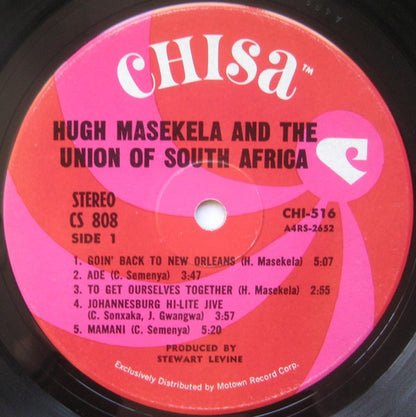 CHISA™
HUGH MASEKELA AND THE
UNION OF SOUTH AFRICA
STEREO
CS 808
SIDE 1
CHI-516
A4RS-2652
1. GOIN' BACK TO NEW ORLEANS (H. Masekela) 5:07
2. ADE (C. Semenya) 3:47
3. TO GET OURSELVES TOGETHER (H. Masekela) 2:55
4. JOHANNESBURG HI-LITE JIVE
(C. Sonxaka, J. Gwangwa) 3:57
5. MAMANI (C. Semenya) 5:20
PRODUCED BY
STEWART LEVINE
Exclusively Distributed by Motown Record Corp.